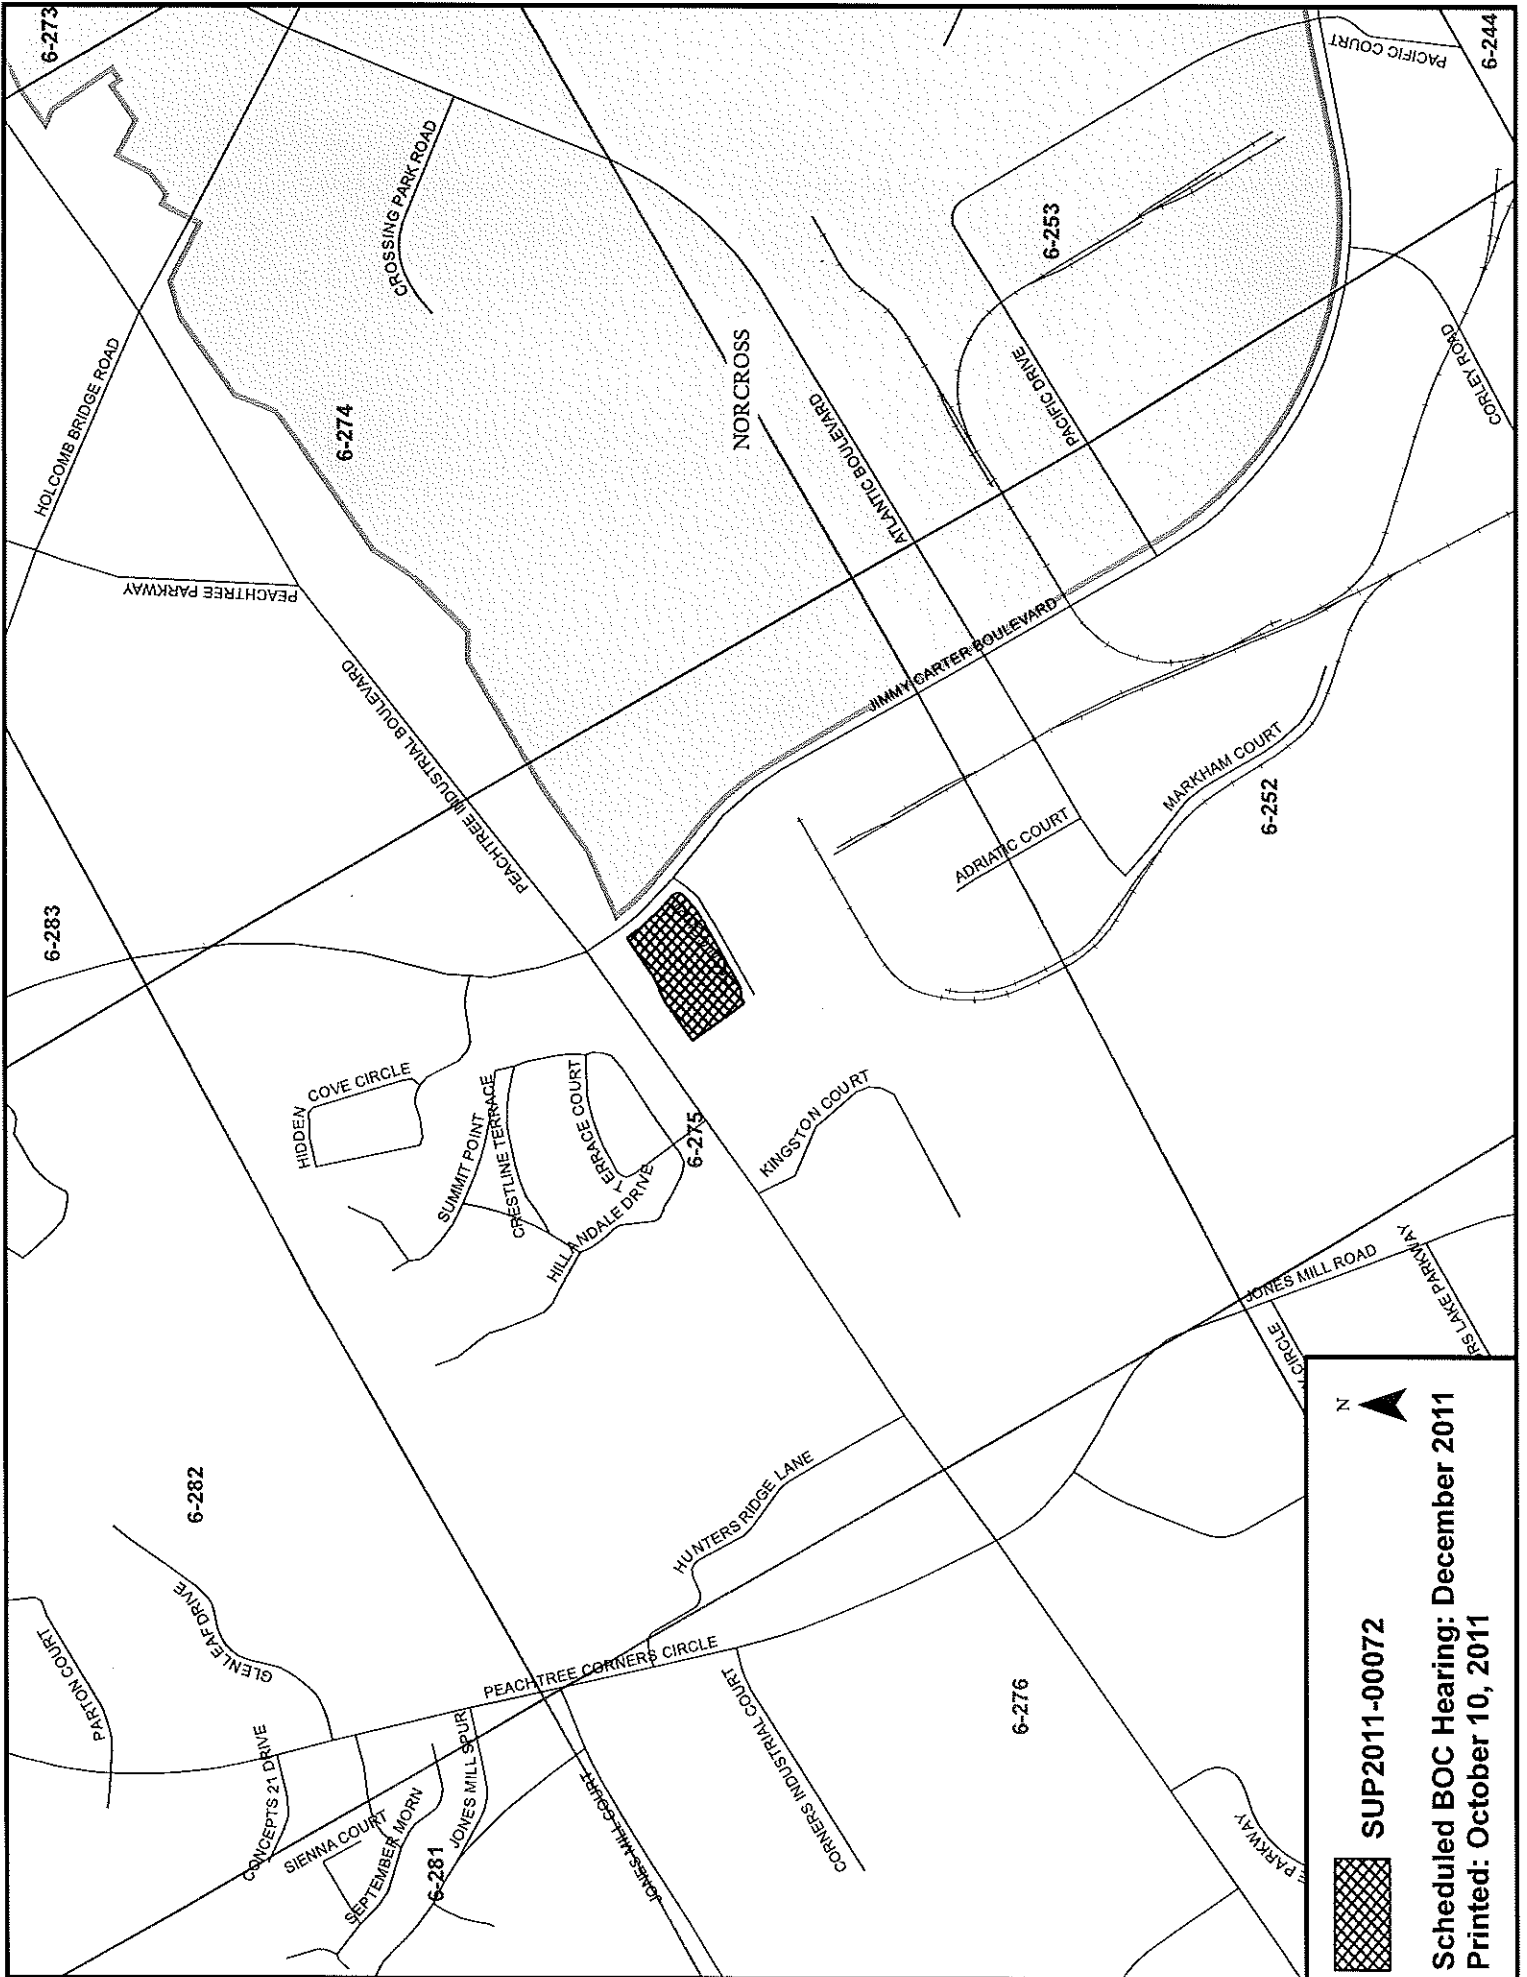 6-273
HOLCOMB BRIDGE ROAD
PEACHTREE PARKWAY
CROSSING PARK ROAD
PACIFIC COURT
6-244
6-274
NORCROSS
6-253
PACIFIC DRIVE
ATLANTIC BOULEVARD
CORLEY ROAD
PEACHTREE INDUSTRIAL BOULEVARD
JIMMY CARTER BOULEVARD
6-283
ADRIATIC COURT
MARKHAM COURT
6-252
HIDDEN COVE CIRCLE
SUMMIT POINT
CRESTLINE TERRACE
TERRACE COURT
HILLANDALE DRIVE
6-275
KINGSTON COURT
JONES MILL ROAD
RS LAKE PARKWAY
CIRCLE
6-282
HUNTERS RIDGE LANE
PARTON COURT
GLENLEAF DRIVE
PEACHTREE CORNERS CIRCLE
CONCEPTS 21 DRIVE
SIENNA COURT
SEPTEMBER MORN
JONES MILL SPUR
6-281
JONES MILL COURT
CORNERS INDUSTRIAL COURT
6-276
E PARKWAY
N
SUP2011-00072
Scheduled BOC Hearing: December 2011
Printed: October 10, 2011